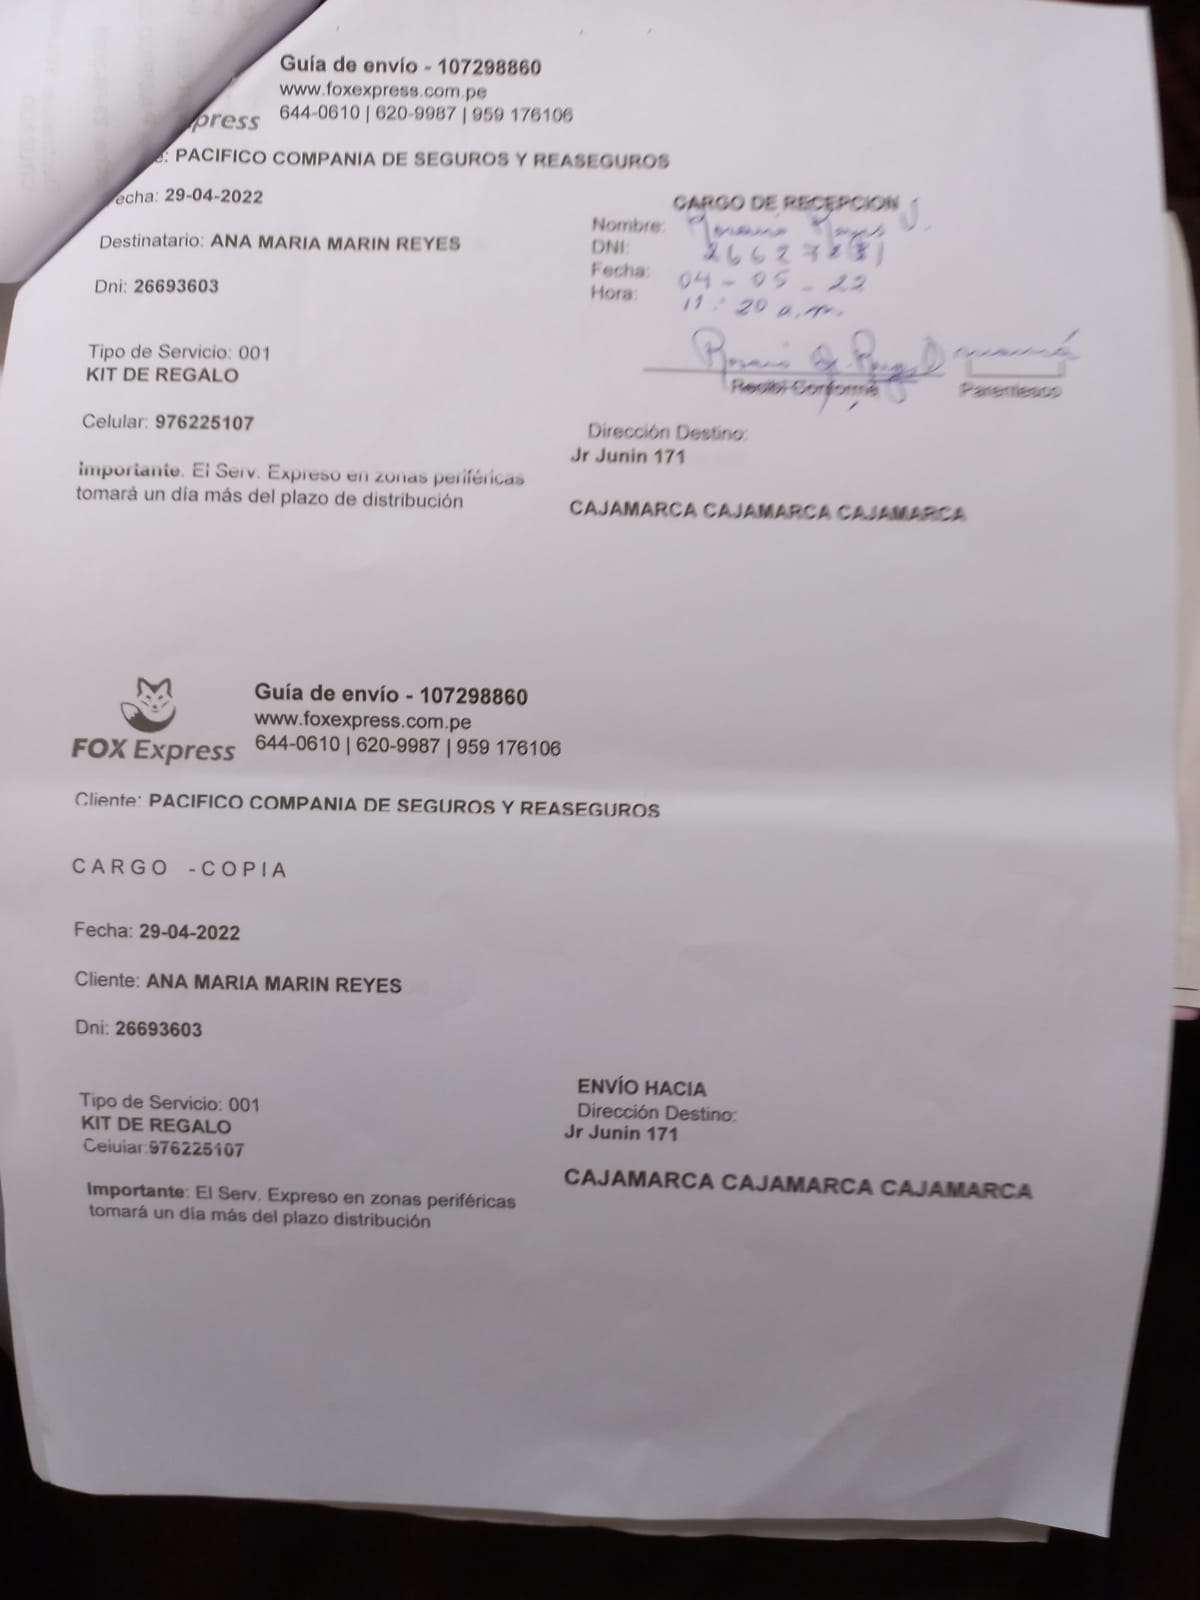 Guía de envío - 107298860
www.foxexpress.com.pe
644-0610 | 620-9987 | 959 176106
press
e: PACIFICO COMPANIA DE SEGUROS Y REASEGUROS
echa: 29-04-2022
Destinatario: ANA MARIA MARIN REYES
Dni: 26693603
CARGO DE RECEPCION
Nombre:
DNI:
Fecha: 04-05-22
Hora: 11:20 a.m.
Rosario
Recibi Conforme
mamá
Parentesco
Tipo de Servicio: 001
KIT DE REGALO
Celular: 976225107
Importante. El Serv. Expreso en zonas periféricas
tomará un día más del plazo de distribución
Dirección Destino:
Jr Junin 171
CAJAMARCA CAJAMARCA CAJAMARCA
FOX Express
Guía de envío - 107298860
www.foxexpress.com.pe
644-0610 | 620-9987 | 959 176106
Cliente: PACIFICO COMPANIA DE SEGUROS Y REASEGUROS
CARGO -COPIA
Fecha: 29-04-2022
Cliente: ANA MARIA MARIN REYES
Dni: 26693603
Tipo de Servicio: 001
KIT DE REGALO
Celular:976225107
Importante: El Serv. Expreso en zonas periféricas
tomará un día más del plazo distribución
ENVÍO HACIA
Dirección Destino:
Jr Junin 171
CAJAMARCA CAJAMARCA CAJAMARCA